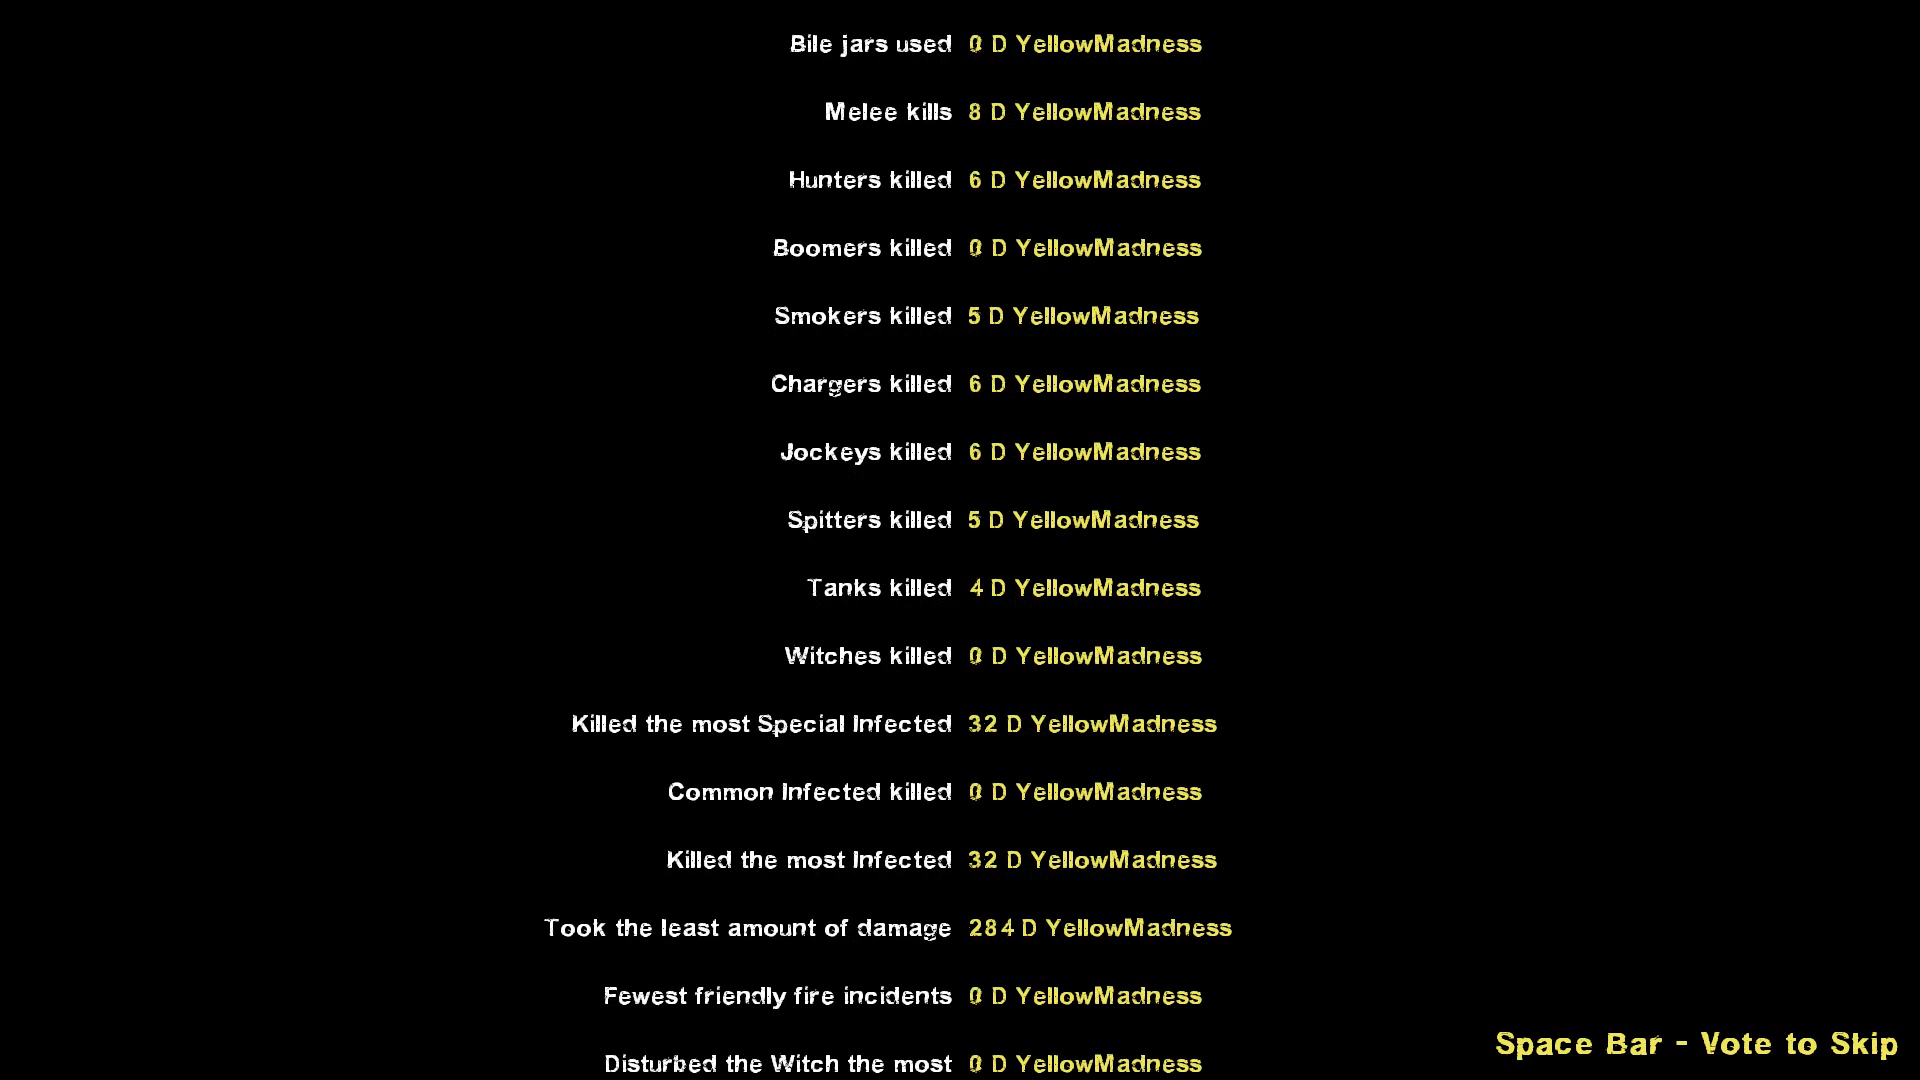 Bile jars used 0 D YellowMadness
Melee kills 8 D YellowMadness
Hunters killed 6 D YellowMadness
Boomers killed 0 D YellowMadness
Smokers killed 5 D YellowMadness
Chargers killed 6 D YellowMadness
Jockeys killed 6 D YellowMadness
Spitters killed 5 D YellowMadness
Tanks killed 4 D YellowMadness
Witches killed 0 D YellowMadness
Killed the most Special Infected 32 D YellowMadness
Common Infected killed 0 D YellowMadness
Killed the most Infected 32 D YellowMadness
Took the least amount of damage 284 D YellowMadness
Fewest friendly fire incidents 0 D YellowMadness
Space Bar - Vote to Skip
Disturbed the Witch the most 0 D YellowMadness